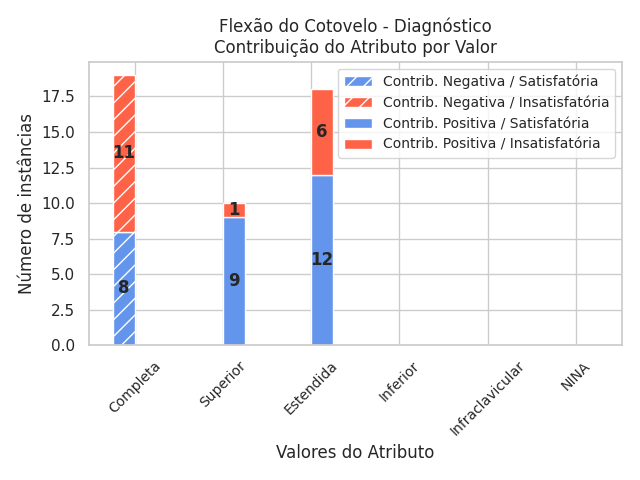 Flexão do Cotovelo - Diagnóstico
Contribuição do Atributo por Valor
Contrib. Negativa / Satisfatória
Contrib. Negativa / Insatisfatória
Contrib. Positiva / Satisfatória
Contrib. Positiva / Insatisfatória
Número de instâncias
17.5
15.0
12.5
10.0
7.5
5.0
2.5
0.0
11
8
1
9
6
12
Completa
Superior
Estendida
Inferior
Infraclavicular
NINA
Valores do Atributo